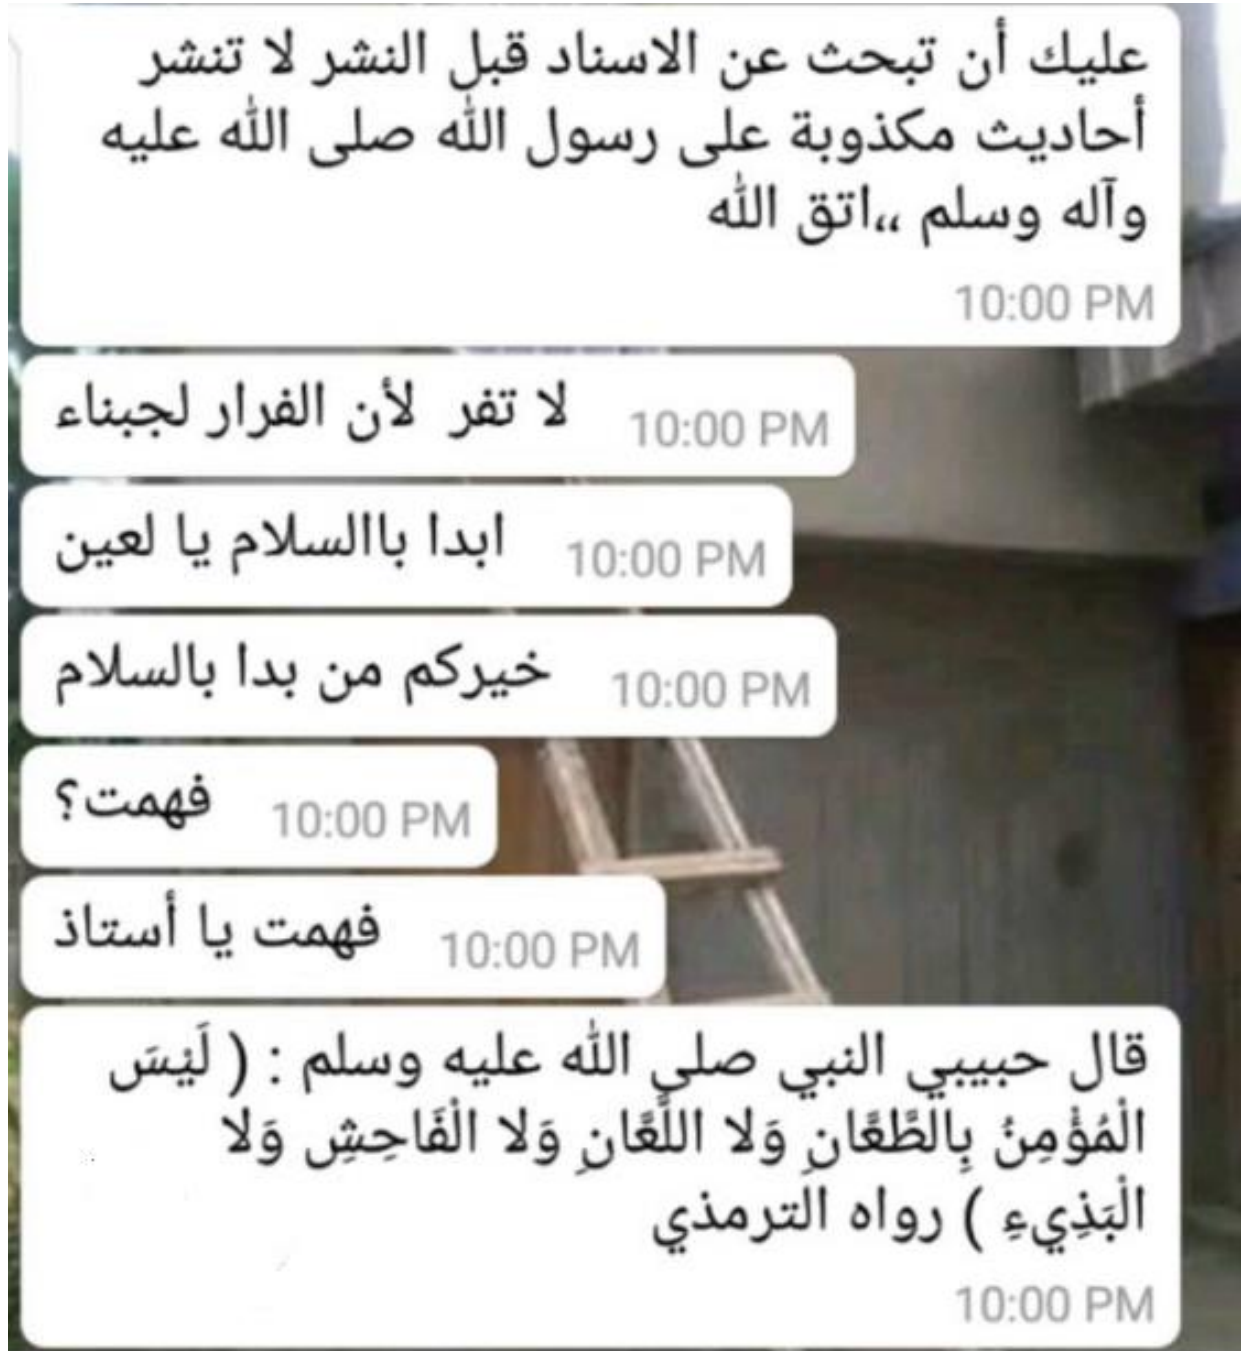 عليك أن تبحث عن الاسناد قبل النشر لا تنشر
أحاديث مكذوبة على رسول الله صلى الله عليه
وآله وسلم ،،اتق الله
10:00 PM
لا تفر لأن الفرار لجبناء 10:00 PM
ابدا باالسلام يا لعين 10:00 PM
خيركم من بدا بالسلام 10:00 PM
فهمت؟ 10:00 PM
فهمت يا أستاذ 10:00 PM
قال حبيبي النبي صلى الله عليه وسلم : ( لَيْسَ
الْمُؤْمِنُ بِالطَّعَّانِ وَلا اللَّعَّانِ وَلا الْفَاحِشِ وَلا
الْبَذِيءِ ) رواه الترمذي
10:00 PM